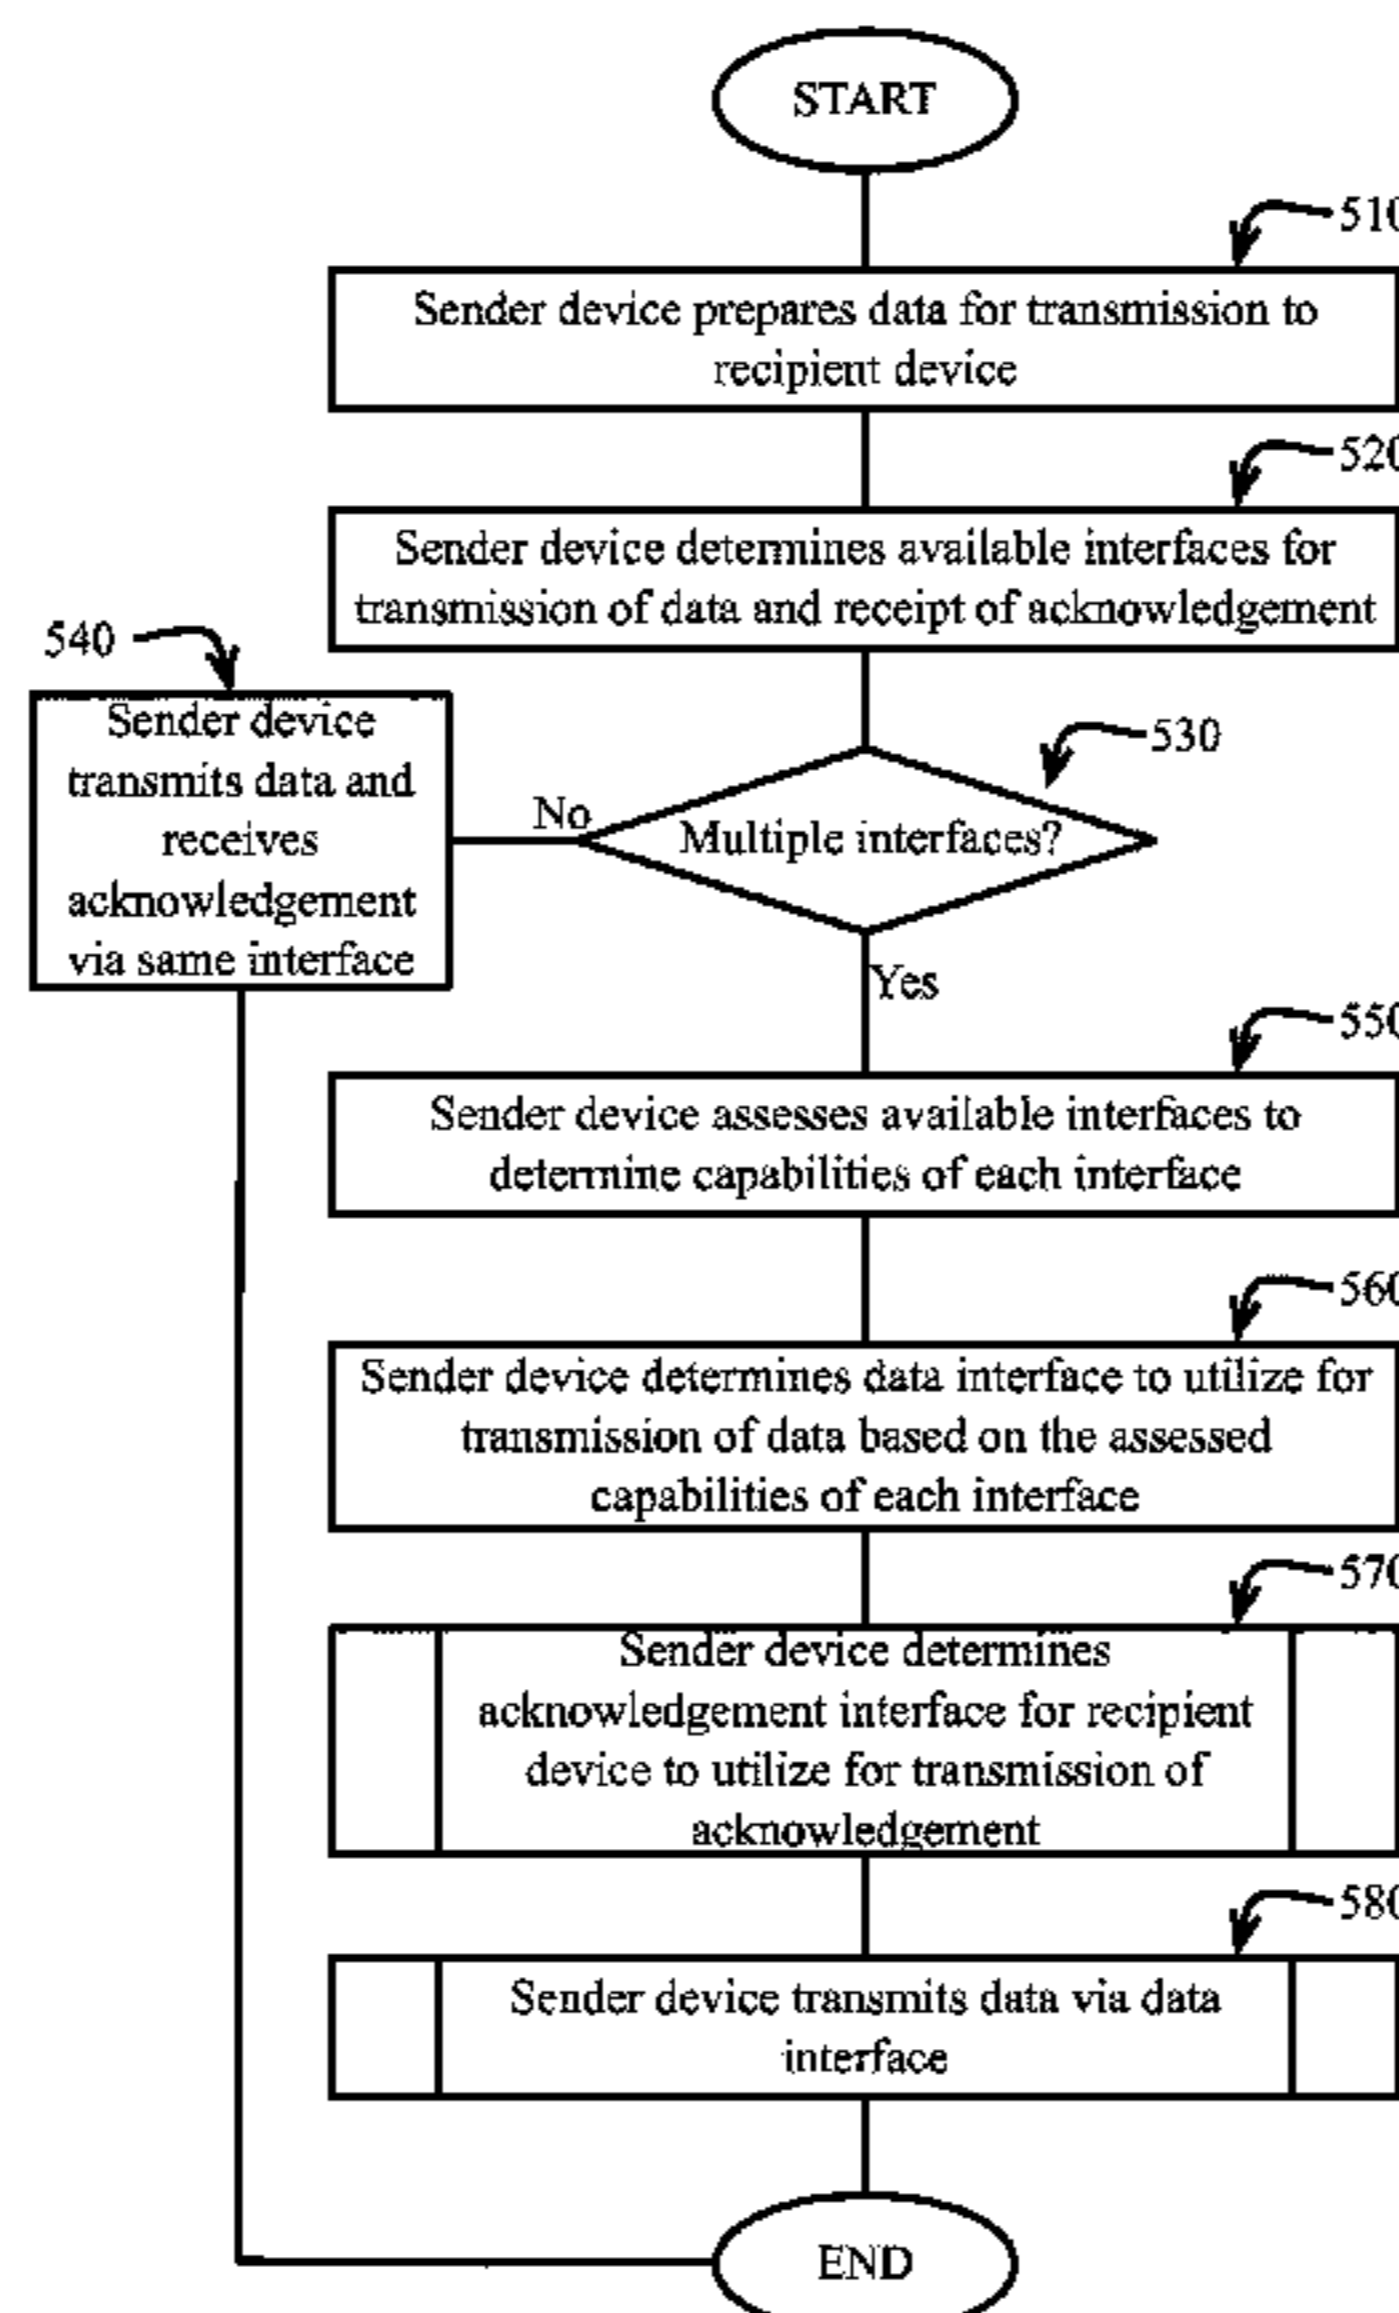 START
510
Sender device prepares data for transmission to
recipient device
520
Sender device determines available interfaces for
transmission of data and receipt of acknowledgement
540
Sender device
transmits data and
receives
acknowledgement
via same interface
530
No
Multiple interfaces?
Yes
550
Sender device assesses available interfaces to
determine capabilities of each interface
560
Sender device determines data interface to utilize for
transmission of data based on the assessed
capabilities of each interface
570
Sender device determines
acknowledgement interface for recipient
device to utilize for transmission of
acknowledgement
580
Sender device transmits data via data
interface
END